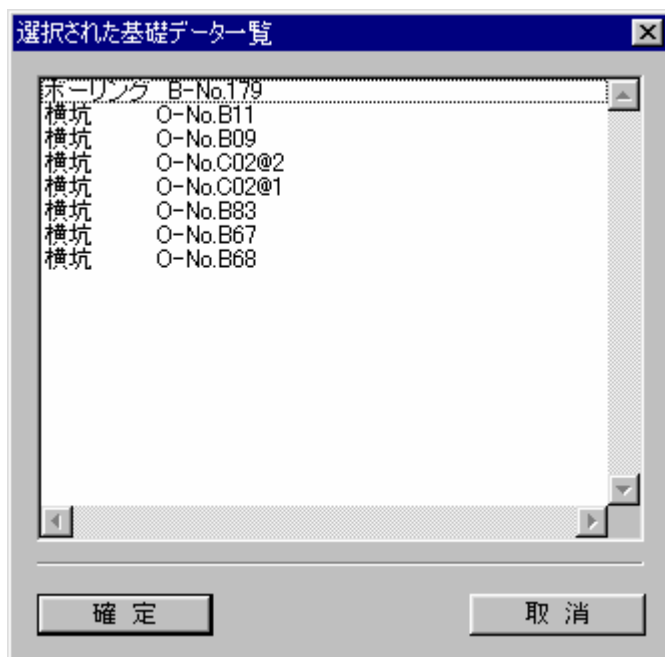 選択された基礎データ一覧
ボーリング B-No.179
横坑 O-No.B11
横坑 O-No.B09
横坑 O-No.C02@2
横坑 O-No.C02@1
横坑 O-No.B83
横坑 O-No.B67
横坑 O-No.B68
確 定
取 消